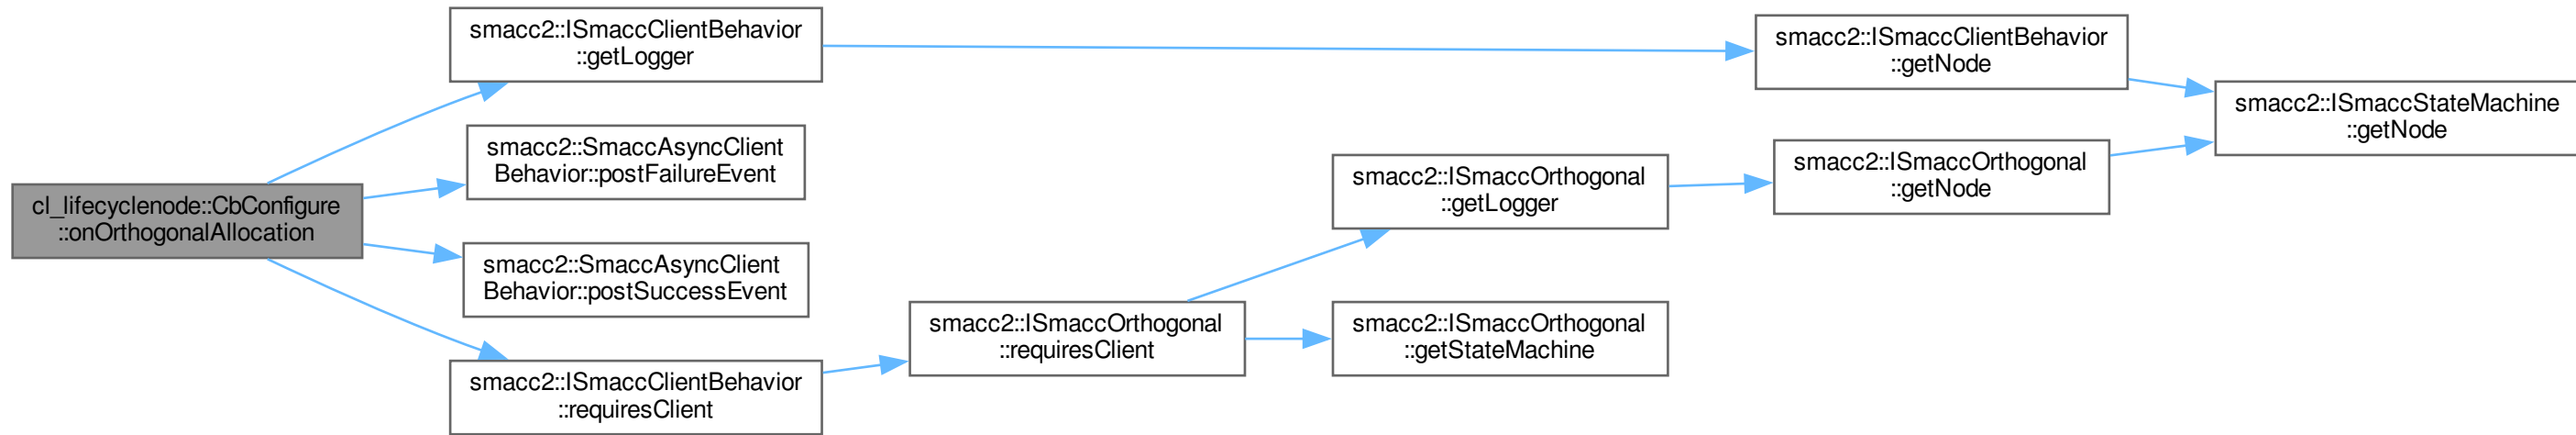 cl_lifecyclenode::CbConfigure
::onOrthogonalAllocation
smacc2::ISmaccClientBehavior
::getLogger
smacc2::SmaccAsyncClient
Behavior::postFailureEvent
smacc2::SmaccAsyncClient
Behavior::postSuccessEvent
smacc2::ISmaccClientBehavior
::requiresClient
smacc2::ISmaccOrthogonal
::requiresClient
smacc2::ISmaccOrthogonal
::getLogger
smacc2::ISmaccOrthogonal
::getStateMachine
smacc2::ISmaccClientBehavior
::getNode
smacc2::ISmaccOrthogonal
::getNode
smacc2::ISmaccStateMachine
::getNode